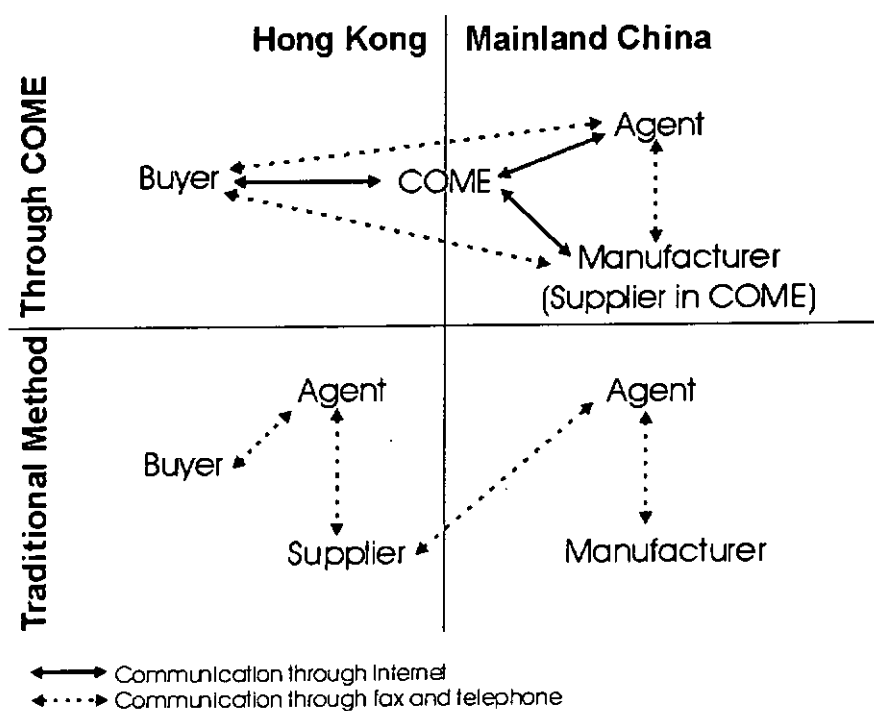 Hong Kong
Mainland China
Through COME
Agent
Buyer
COME
Manufacturer
(Supplier in COME)
Traditional Method
Agent
Agent
Buyer
Supplier
Manufacturer
Communication through Internet
Communication through fax and telephone